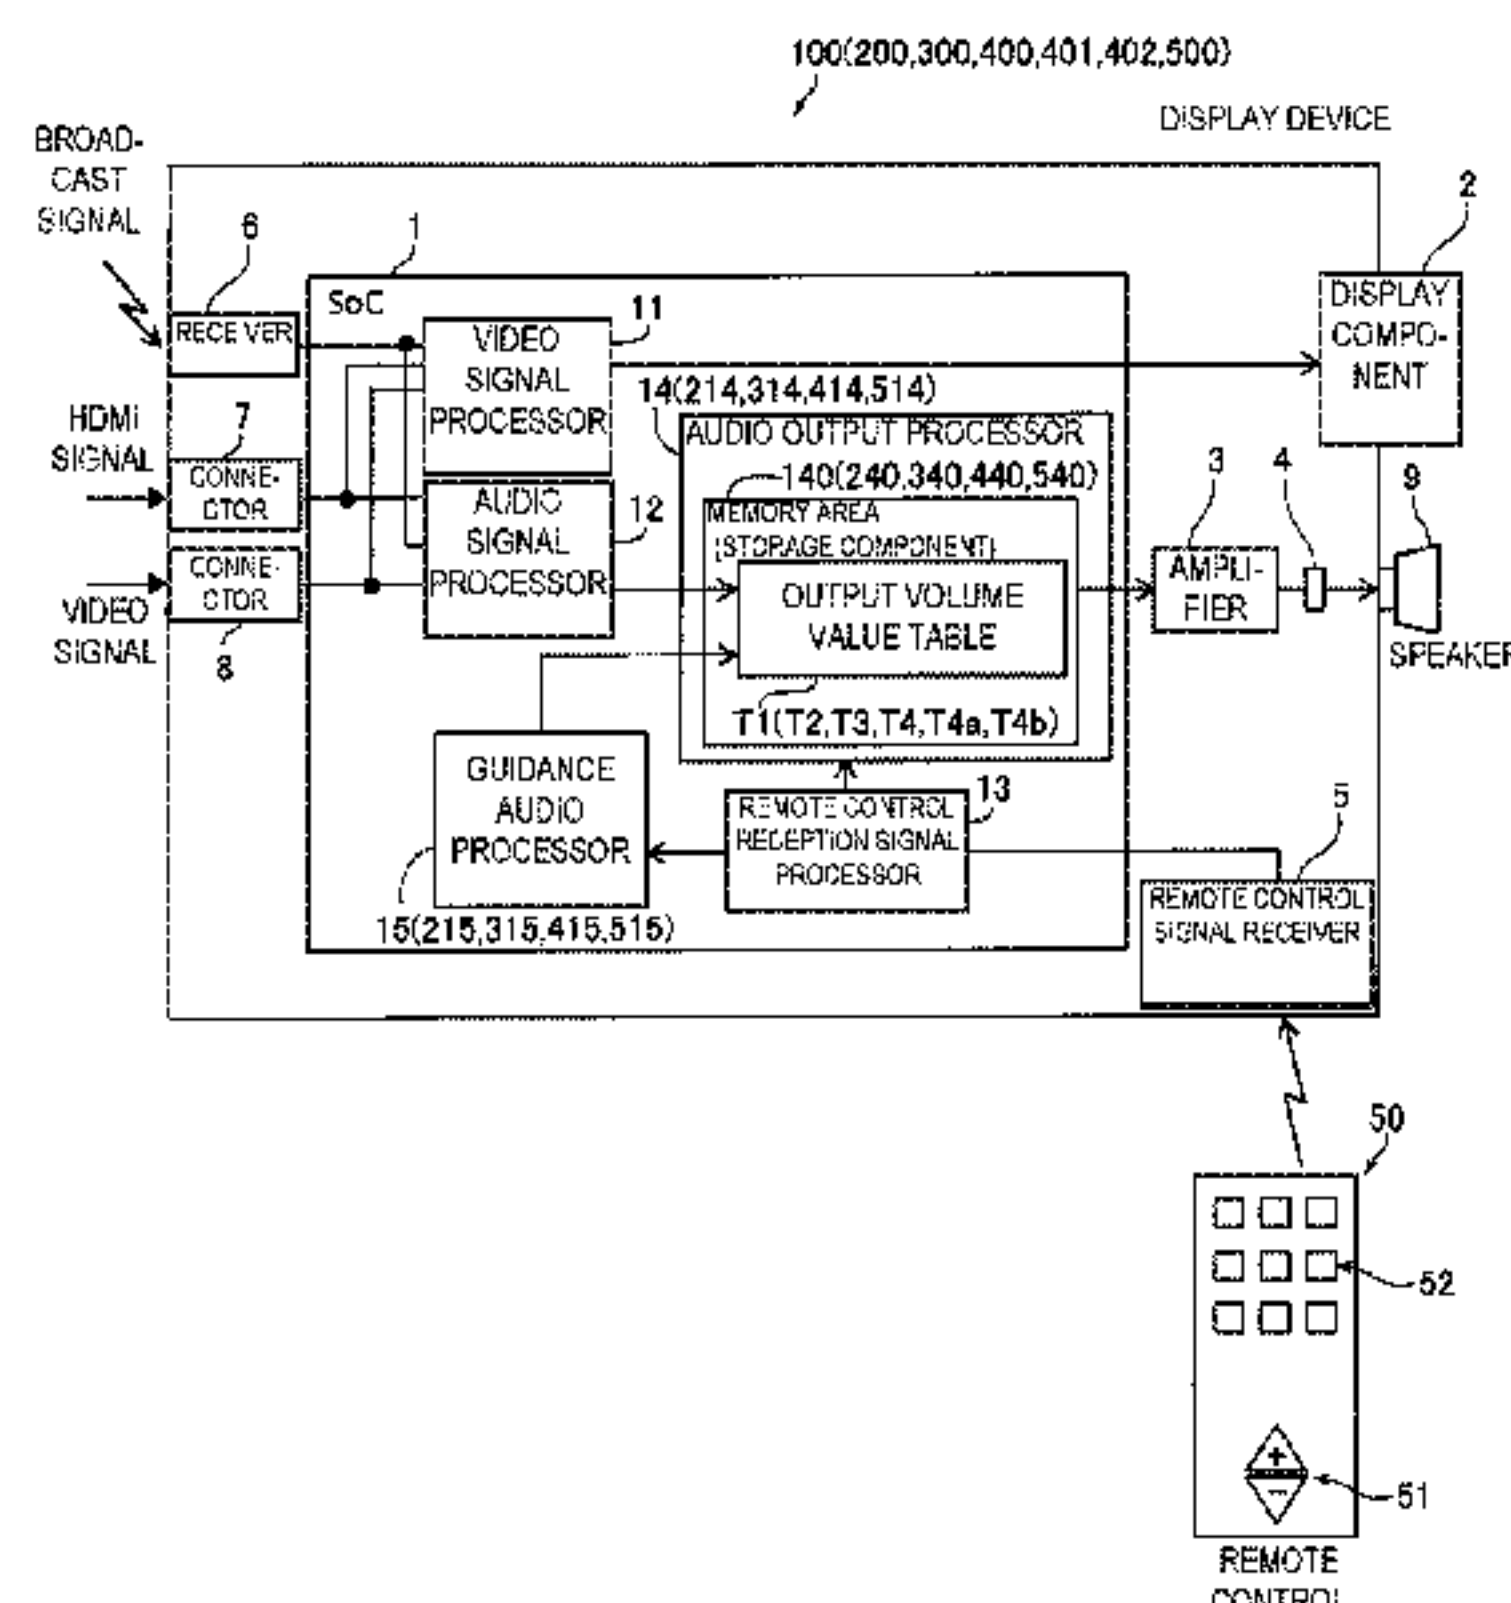 100(200,300,400,401,402,500)
DISPLAY DEVICE
BROAD-
CAST
SIGNAL
6
1
2
SoC
RECEIVER
VIDEO
SIGNAL
PROCESSOR
11
DISPLAY
COMPO-
NENT
14(214,314,414,514)
HDMI
SIGNAL
7
CONNE-
CTOR
AUDIO OUTPUT PROCESSOR
140(240,340,440,540)
MEMORY AREA
(STORAGE COMPONENT)
AUDIO
SIGNAL
PROCESSOR
12
3
4
9
CONNE-
CTOR
VIDEO
SIGNAL
8
OUTPUT VOLUME
VALUE TABLE
AMPLI-
FIER
SPEAKER
T1(T2,T3,T4,T4a,T4b)
GUIDANCE
AUDIO
PROCESSOR
15(215,315,415,515)
REMOTE CONTROL
RECEPTION SIGNAL
PROCESSOR
13
5
REMOTE CONTROL
SIGNAL RECEIVER
50
52
+
−
51
REMOTE
CONTROL